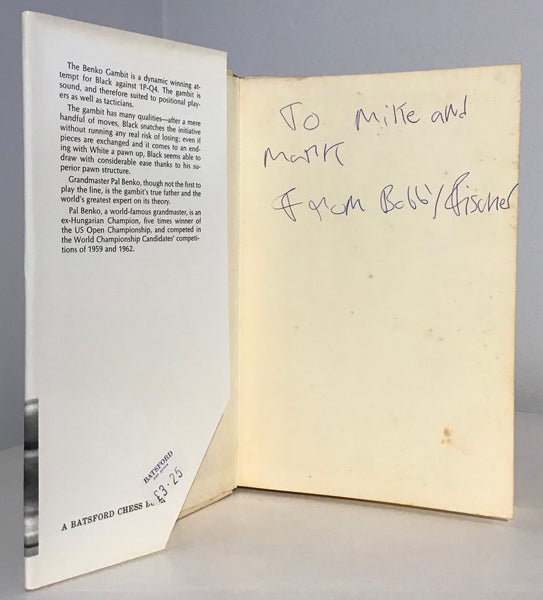 The Benko Gambit is a dynamic winning at-
tempt for Black against 1P-Q4. The gambit is
sound, and therefore suited to positional play-
ers as well as tacticians.
The gambit has many qualities—after a mere
handful of moves, Black snatches the initiative
without running any real risk of losing; even if
pieces are exchanged and it comes to an end-
ing with White a pawn up, Black seems able to
draw with considerable ease thanks to his su-
perior pawn structure.
Grandmaster Pal Benko, though not the first to
play the line, is the gambit's true father and the
world's greatest expert on its theory.
Pal Benko, a world-famous grandmaster, is an
ex-Hungarian Champion, five times winner of
the US Open Championship, and competed in
the World Championship Candidates' competi-
tions of 1959 and 1962.
BATSFORD
£3·25
A BATSFORD CHESS
To Mike and
Mark
From Bobby Fischer